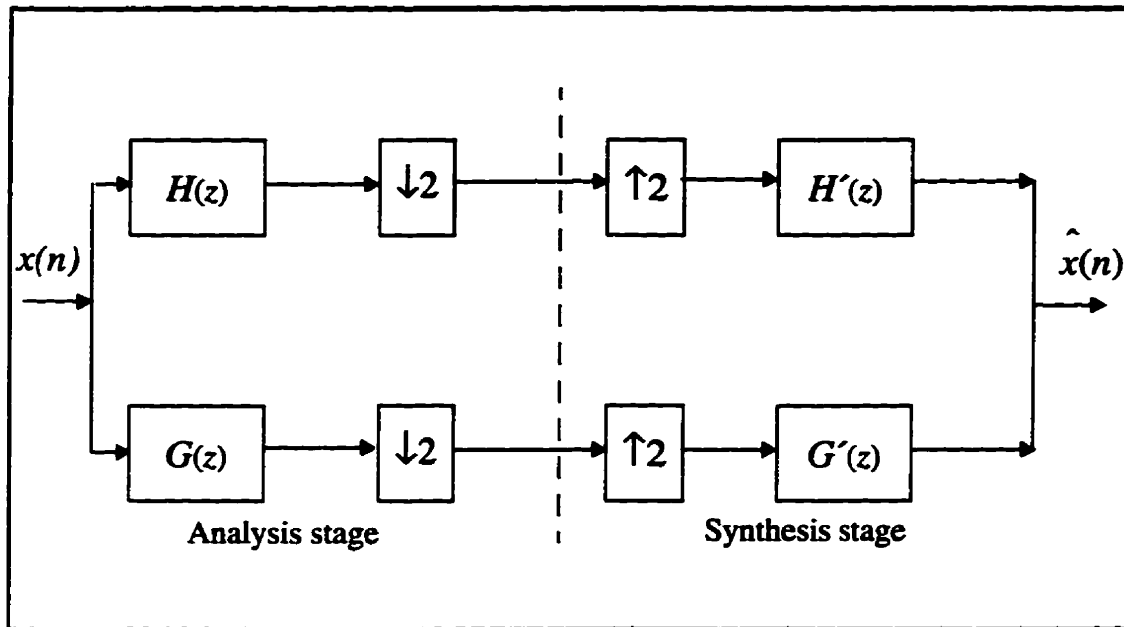 H(z) ↓2 ↑2 H´(z)
x(n) x̂(n)
G(z) ↓2 ↑2 G´(z)
Analysis stage Synthesis stage